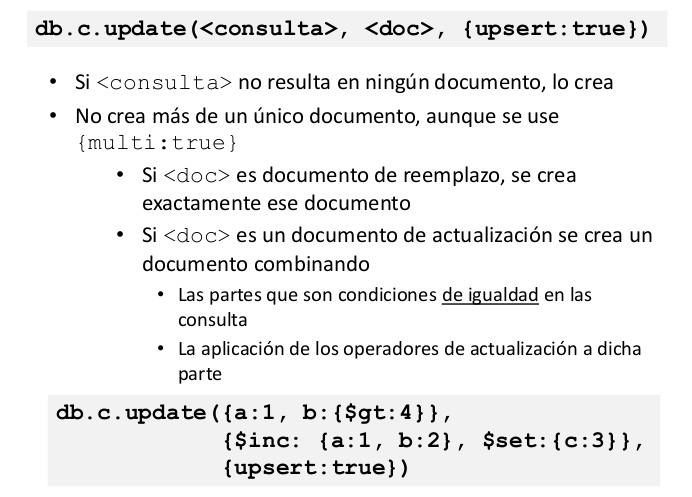 db.c.update(<consulta>, <doc>, {upsert:true})
• Si <consulta> no resulta en ningún documento, lo crea
• No crea más de un único documento, aunque se use
{multi:true}
• Si <doc> es documento de reemplazo, se crea
exactamente ese documento
• Si <doc> es un documento de actualización se crea un
documento combinando
• Las partes que son condiciones de igualdad en las
consulta
• La aplicación de los operadores de actualización a dicha
parte
db.c.update({a:1, b:{$gt:4}},
{$inc: {a:1, b:2}, $set:{c:3}},
{upsert:true})